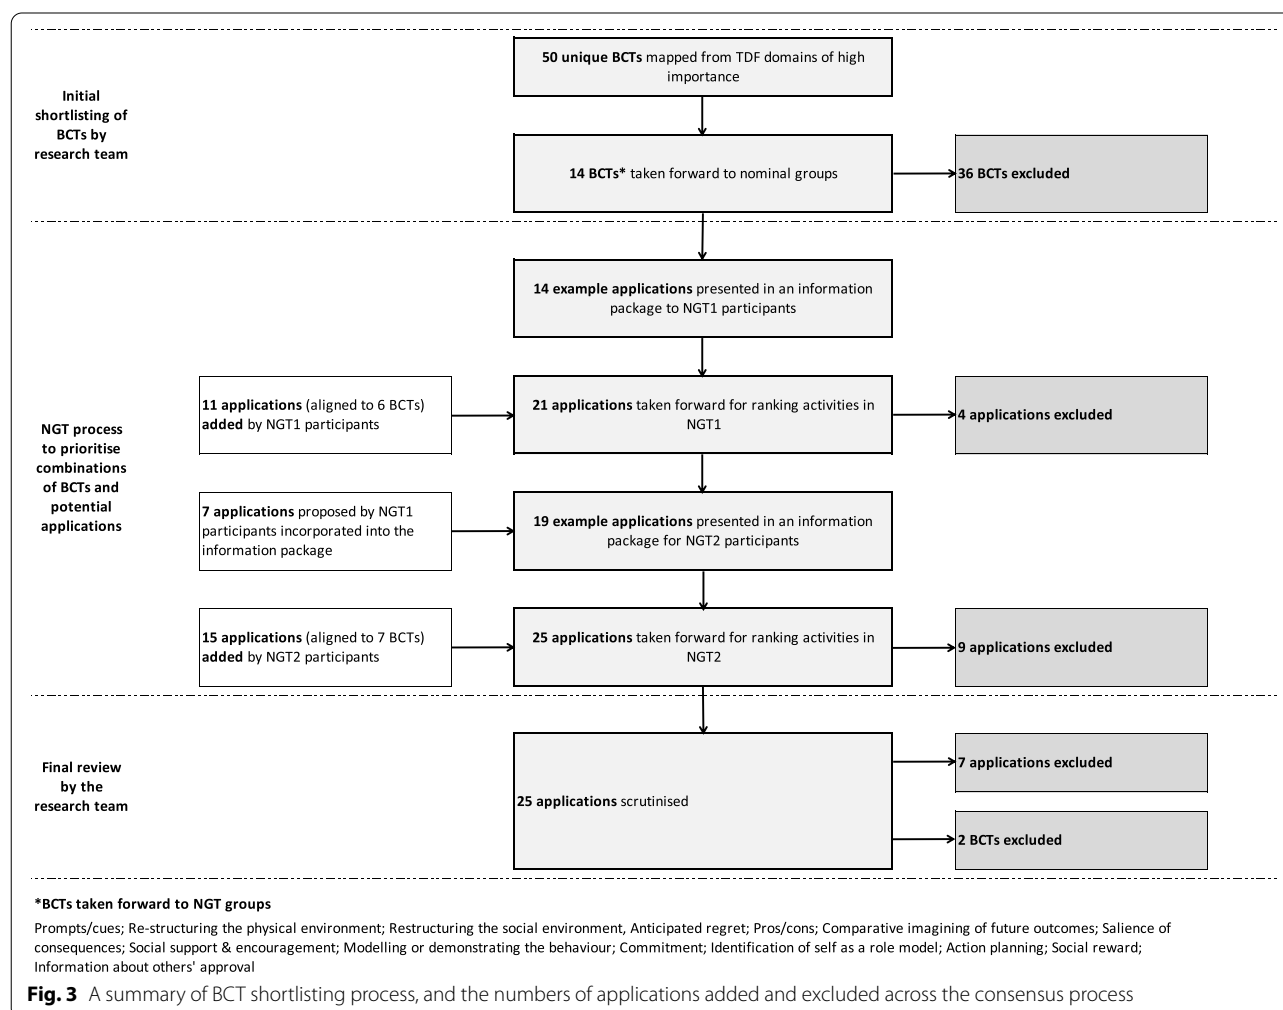 50 unique BCTs mapped from TDF domains of high
importance
Initial
shortlisting of
BCTs by
research team
14 BCTs* taken forward to nominal groups
36 BCTs excluded
14 example applications presented in an information
package to NGT1 participants
NGT process
to prioritise
combinations
of BCTs and
potential
applications
11 applications (aligned to 6 BCTs)
added by NGT1 participants
21 applications taken forward for ranking activities in
NGT1
4 applications excluded
7 applications proposed by NGT1
participants incorporated into the
information package
19 example applications presented in an information
package for NGT2 participants
15 applications (aligned to 7 BCTs)
added by NGT2 participants
25 applications taken forward for ranking activities in
NGT2
9 applications excluded
Final review
by the
research team
25 applications scrutinised
7 applications excluded
2 BCTs excluded
*BCTs taken forward to NGT groups
Prompts/cues; Re-structuring the physical environment; Restructuring the social environment, Anticipated regret; Pros/cons; Comparative imagining of future outcomes; Salience of
consequences; Social support & encouragement; Modelling or demonstrating the behaviour; Commitment; Identification of self as a role model; Action planning; Social reward;
Information about others' approval
Fig. 3 A summary of BCT shortlisting process, and the numbers of applications added and excluded across the consensus process